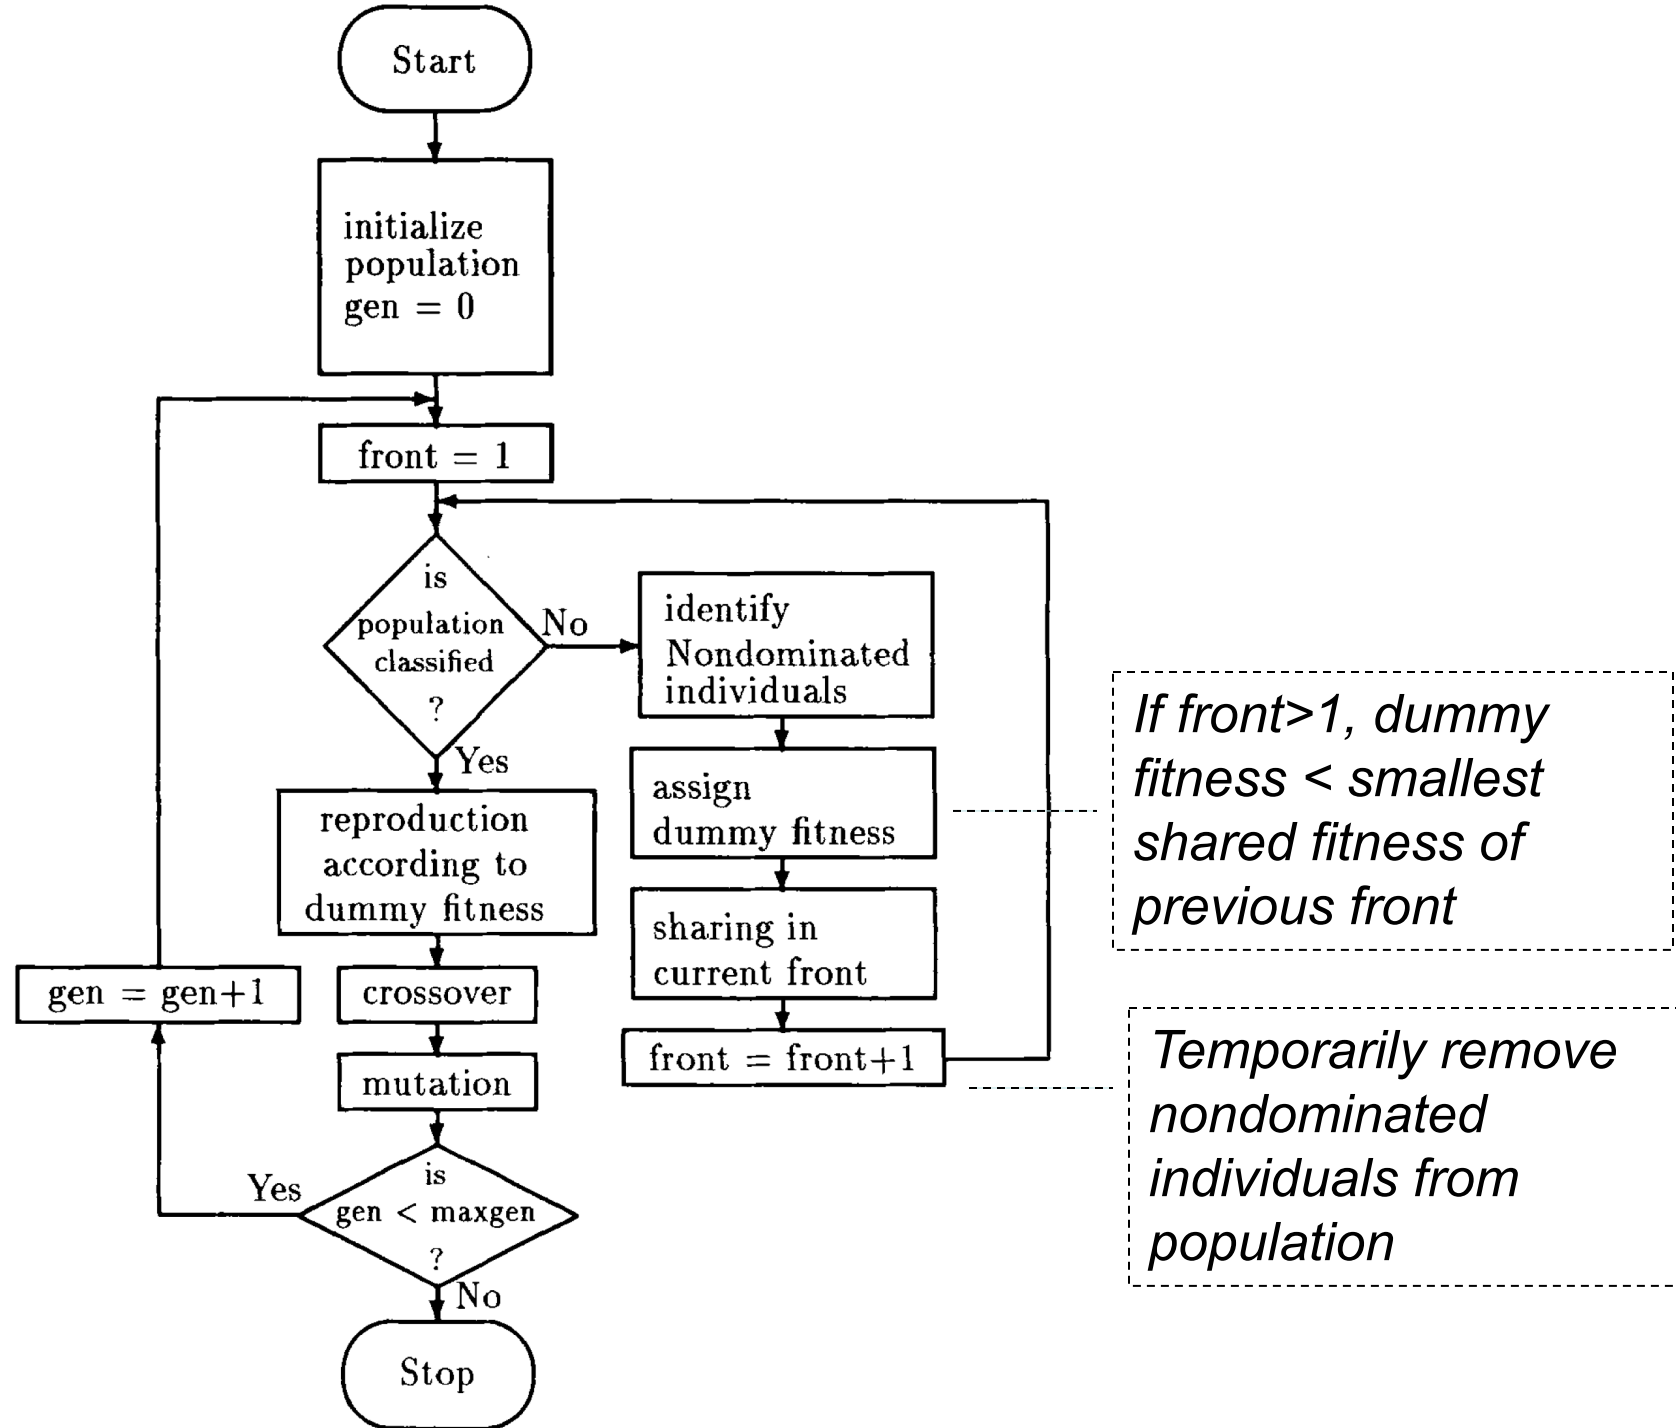 Start
initialize
population
gen = 0
front = 1
is
population
classified
?
No
Yes
identify
Nondominated
individuals
assign
dummy fitness
sharing in
current front
front = front+1
If front>1, dummy
fitness < smallest
shared fitness of
previous front
Temporarily remove
nondominated
individuals from
population
reproduction
according to
dummy fitness
crossover
mutation
is
gen < maxgen
?
Yes
gen = gen+1
No
Stop